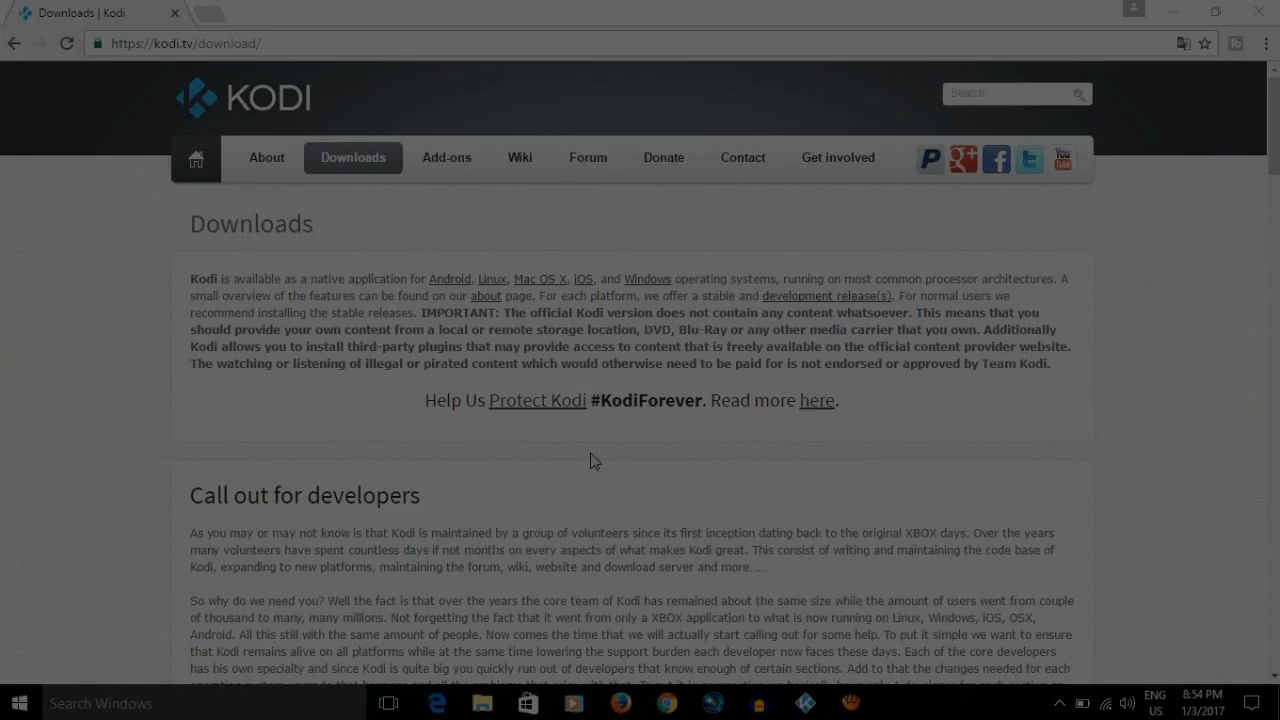 Downloads | Kodi
https://kodi.tv/download/
KODI
Search
About Downloads Add-ons Wiki Forum Donate Contact Get involved
You
Tube
Downloads
Kodi is available as a native application for Android, Linux, Mac OS X, iOS, and Windows operating systems, running on most common processor architectures. A
small overview of the features can be found on our about page. For each platform, we offer a stable and development release(s). For normal users we
recommend installing the stable releases. IMPORTANT: The official Kodi version does not contain any content whatsoever. This means that you
should provide your own content from a local or remote storage location, DVD, Blu-Ray or any other media carrier that you own. Additionally
Kodi allows you to install third-party plugins that may provide access to content that is freely available on the official content provider website.
The watching or listening of illegal or pirated content which would otherwise need to be paid for is not endorsed or approved by Team Kodi.
Help Us Protect Kodi #KodiForever. Read more here.
Call out for developers
As you may or may not know is that Kodi is maintained by a group of volunteers since its first inception dating back to the original XBOX days. Over the years
many volunteers have spent countless days if not months on every aspects of what makes Kodi great. This consist of writing and maintaining the code base of
Kodi, expanding to new platforms, maintaining the forum, wiki, website and download server and more.....
So why do we need you? Well the fact is that over the years the core team of Kodi has remained about the same size while the amount of users went from couple
of thousand to many, many millions. Not forgetting the fact that it went from only a XBOX application to what is now running on Linux, Windows, iOS, OSX,
Android. All this still with the same amount of people. Now comes the time that we will actually start calling out for some help. To put it simple we want to ensure
that Kodi remains alive on all platforms while at the same time lowering the support burden each developer now faces these days. Each of the core developers
has his own specialty and since Kodi is quite big you quickly run out of developers that know enough of certain sections. Add to that the changes needed for each
Search Windows
ENG
US
8:54 PM
1/3/2017